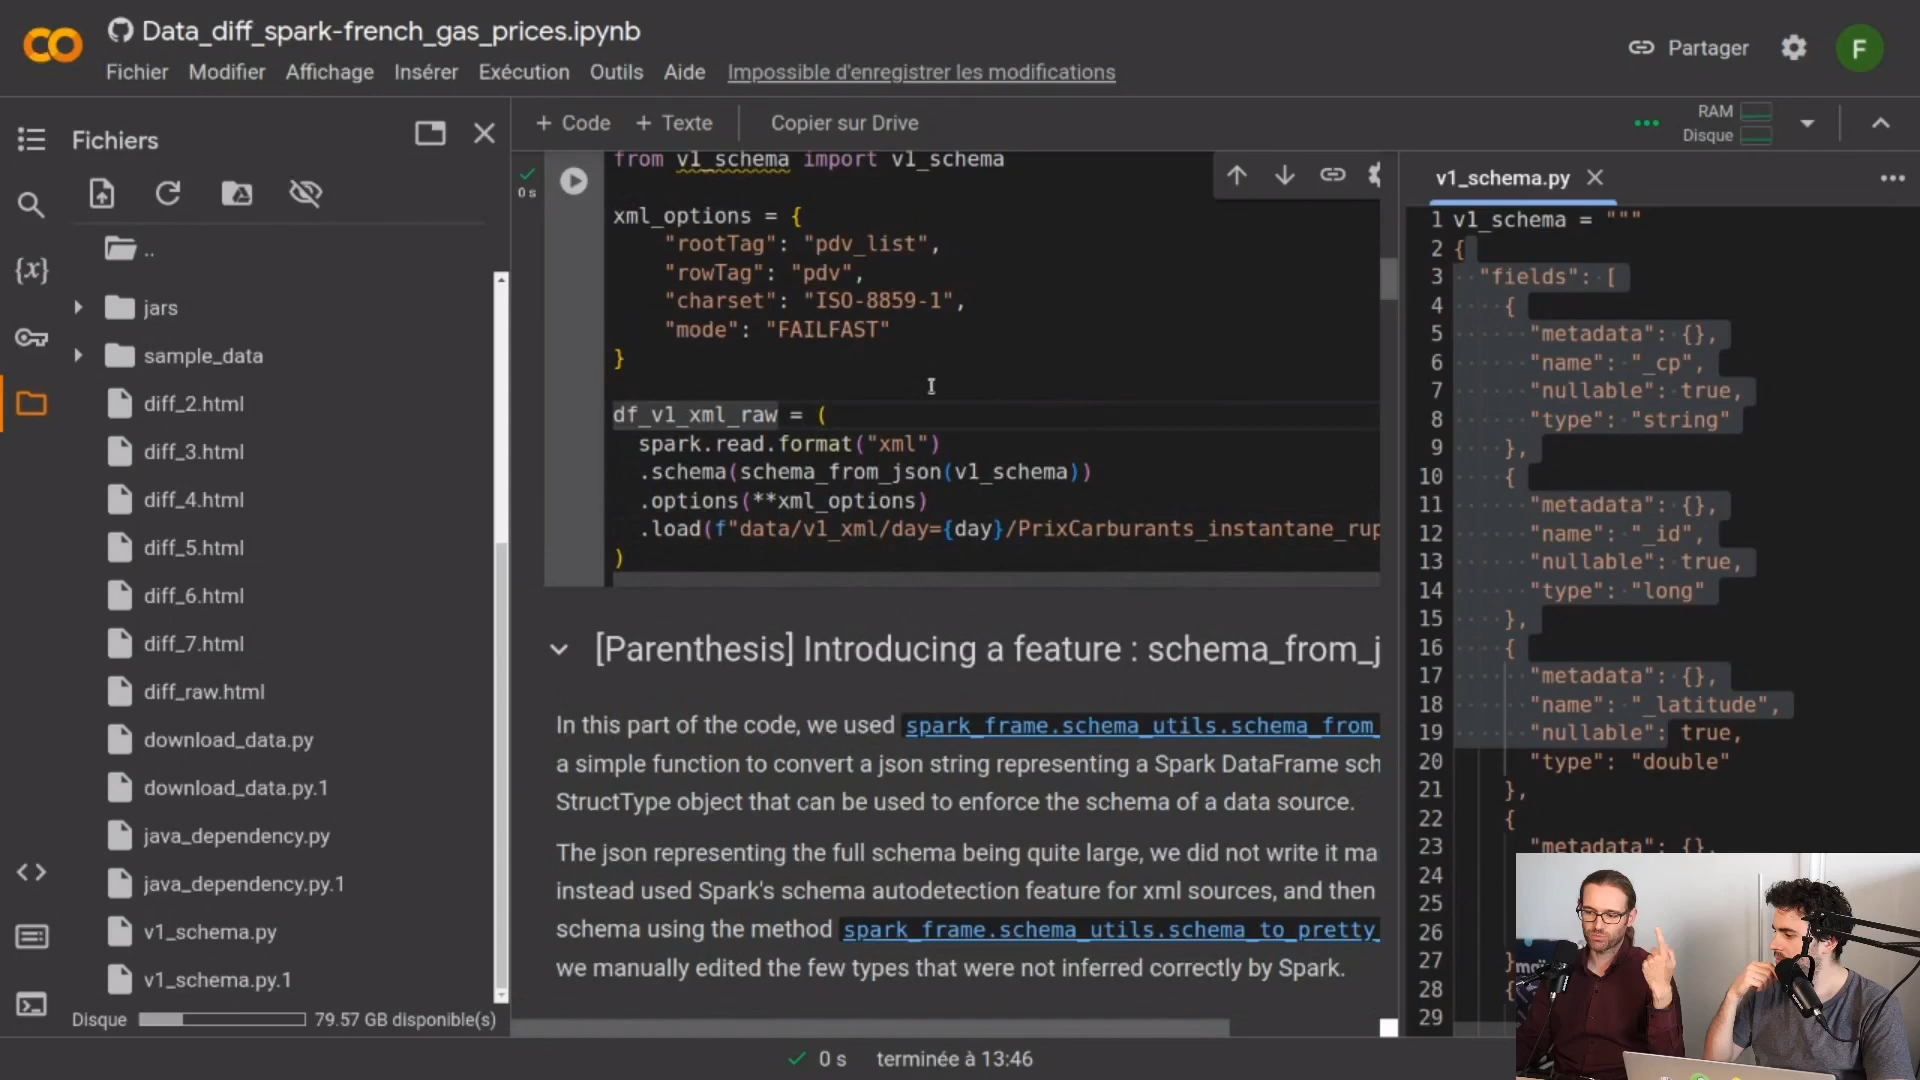 Data_diff_spark-french_gas_prices.ipynb
Fichier Modifier Affichage Insérer Exécution Outils Aide Impossible d'enregistrer les modifications
Partager
F
Fichiers
+ Code + Texte Copier sur Drive
RAM
Disque
..
jars
sample_data
diff_2.html
diff_3.html
diff_4.html
diff_5.html
diff_6.html
diff_7.html
diff_raw.html
download_data.py
download_data.py.1
java_dependency.py
java_dependency.py.1
v1_schema.py
v1_schema.py.1
Disque 79.57 GB disponible(s)
0 s
from v1_schema import v1_schema
xml_options = {
"rootTag": "pdv_list",
"rowTag": "pdv",
"charset": "ISO-8859-1",
"mode": "FAILFAST"
}
df_v1_xml_raw = (
spark.read.format("xml")
.schema(schema_from_json(v1_schema))
.options(**xml_options)
.load(f"data/v1_xml/day={day}/PrixCarburants_instantane_rup
)
[Parenthesis] Introducing a feature : schema_from_j
In this part of the code, we used spark_frame.schema_utils.schema_from_
a simple function to convert a json string representing a Spark DataFrame sch
StructType object that can be used to enforce the schema of a data source.
The json representing the full schema being quite large, we did not write it ma
instead used Spark's schema autodetection feature for xml sources, and then
schema using the method spark_frame.schema_utils.schema_to_pretty_
we manually edited the few types that were not inferred correctly by Spark.
v1_schema.py
1 v1_schema = """
2 {
3 "fields": [
4 {
5 "metadata": {},
6 "name": "_cp",
7 "nullable": true,
8 "type": "string"
9 },
10 {
11 "metadata": {},
12 "name": "_id",
13 "nullable": true,
14 "type": "long"
15 },
16 {
17 "metadata": {},
18 "name": "_latitude",
19 "nullable": true,
20 "type": "double"
21 },
22 {
23 "metadata": {},
24
25
26
27 }
28 {
29
0 s terminée à 13:46